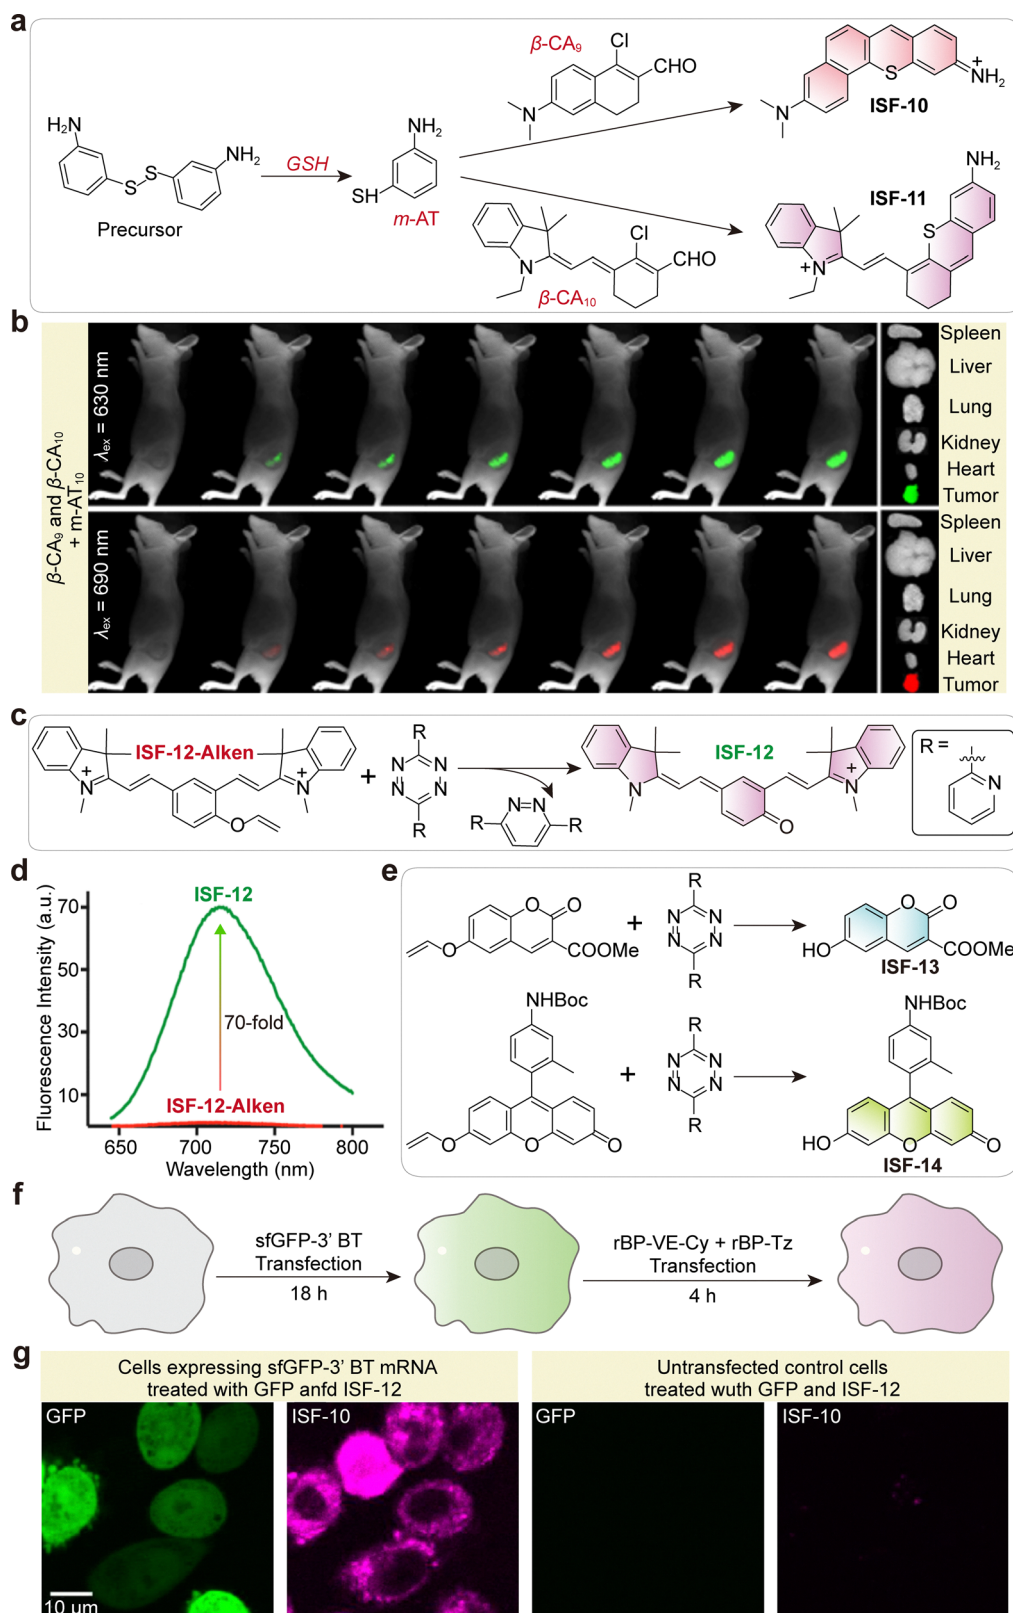 a
H₂N
NH₂
S
S
Precursor
GSH
NH₂
SH
m-AT
β-CA₉
Cl
CHO
N
β-CA₁₀
Cl
CHO
N
S
+
NH₂
N
ISF-10
ISF-11
NH₂
S
N
+
b
β-CA₉ and β-CA₁₀
+ m-AT₁₀
λex = 630 nm
Spleen
Liver
Lung
Kidney
Heart
Tumor
λex = 690 nm
Spleen
Liver
Lung
Kidney
Heart
Tumor
c
ISF-12-Alken
+
N
+
N
O
+
R
N
N
N
N
R
N=N
R
R
ISF-12
N
+
N
O
R =
N
d
Fluorescence Intensity (a.u.)
70
50
30
10
ISF-12
70-fold
ISF-12-Alken
650
700
750
800
Wavelength (nm)
e
O
O
O
COOMe
+
R
N
N
N
N
R
O
O
HO
COOMe
ISF-13
NHBoc
O
O
O
+
R
N
N
N
N
R
NHBoc
HO
O
O
ISF-14
f
sfGFP-3' BT
Transfection
18 h
rBP-VE-Cy + rBP-Tz
Transfection
4 h
g
Cells expressing sfGFP-3' BT mRNA
treated with GFP anfd ISF-12
Untransfected control cells
treated wuth GFP and ISF-12
GFP
ISF-10
GFP
ISF-10
10 μm